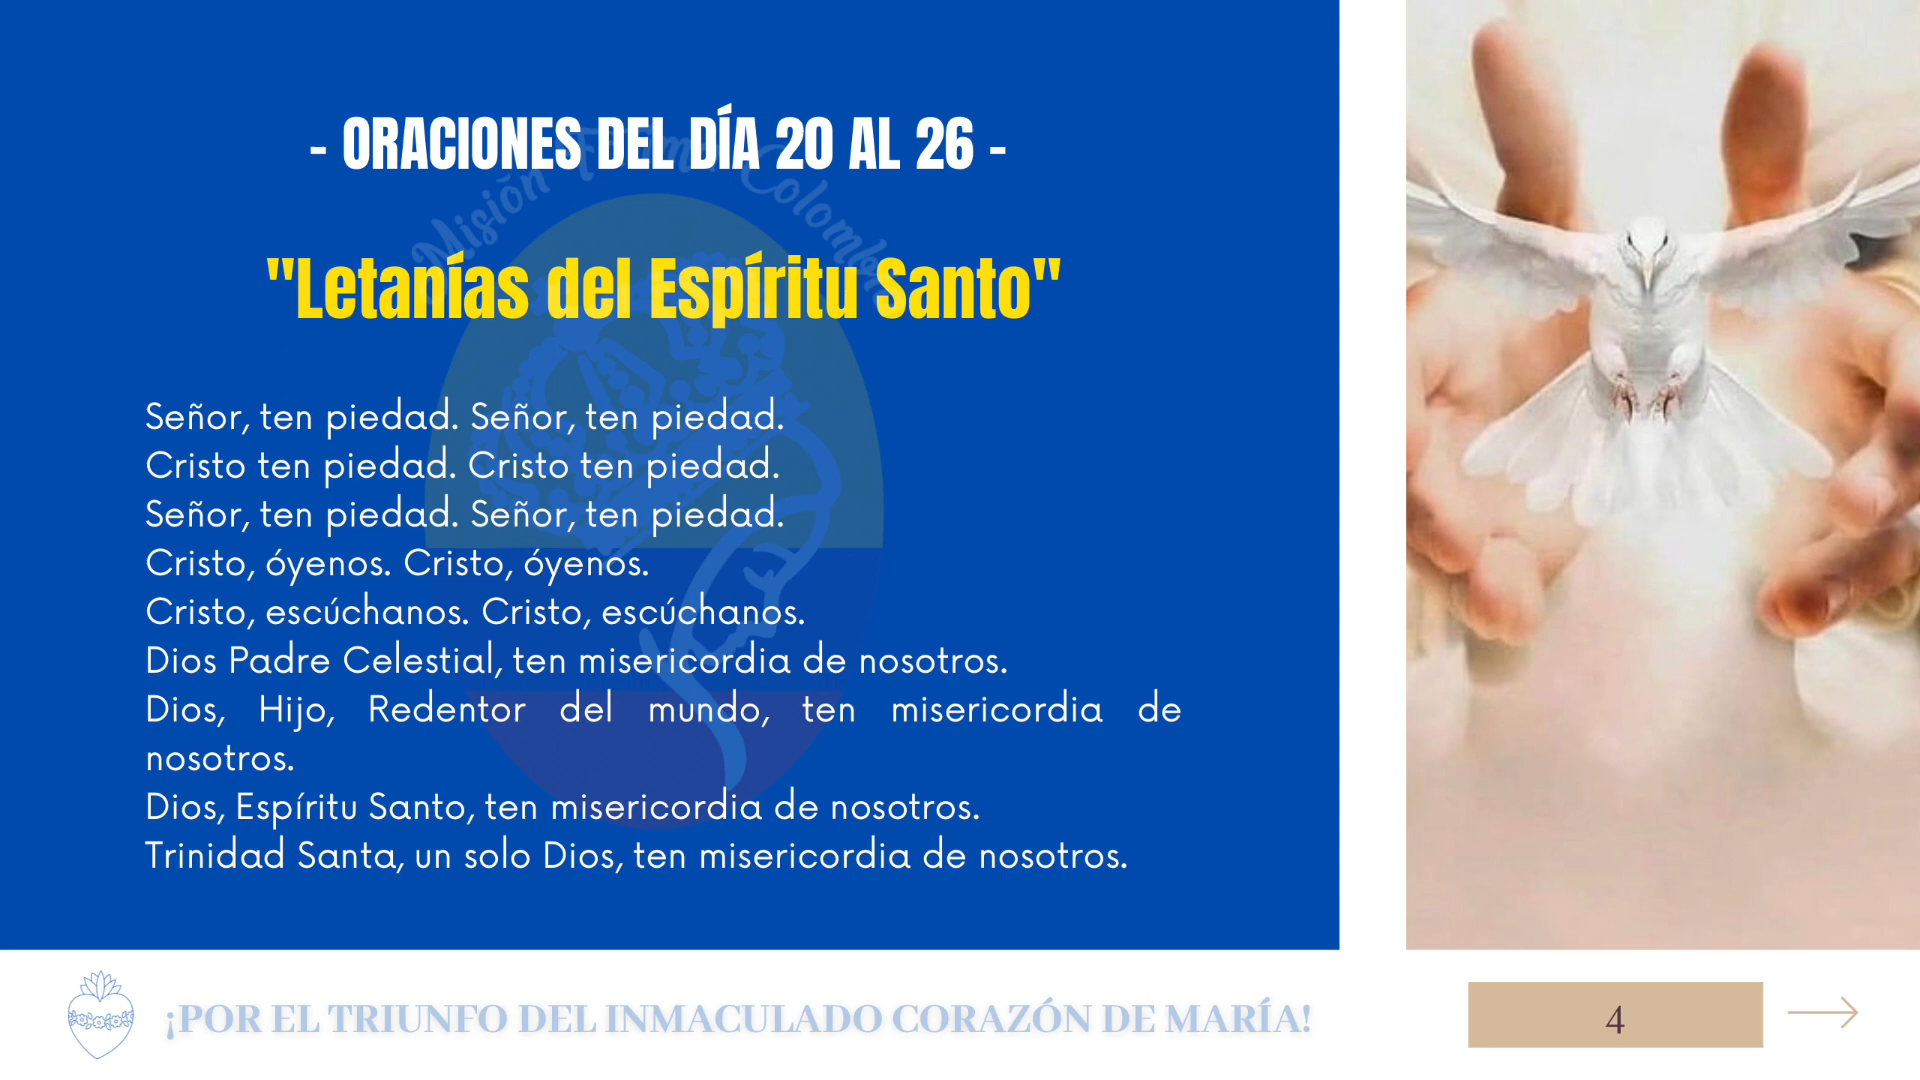 - ORACIONES DEL DÍA 20 AL 26 -
"Letanías del Espíritu Santo"
Señor, ten piedad. Señor, ten piedad.
Cristo ten piedad. Cristo ten piedad.
Señor, ten piedad. Señor, ten piedad.
Cristo, óyenos. Cristo, óyenos.
Cristo, escúchanos. Cristo, escúchanos.
Dios Padre Celestial, ten misericordia de nosotros.
Dios, Hijo, Redentor del mundo, ten misericordia de
nosotros.
Dios, Espíritu Santo, ten misericordia de nosotros.
Trinidad Santa, un solo Dios, ten misericordia de nosotros.
¡POR EL TRIUNFO DEL INMACULADO CORAZÓN DE MARÍA!
4
Misión